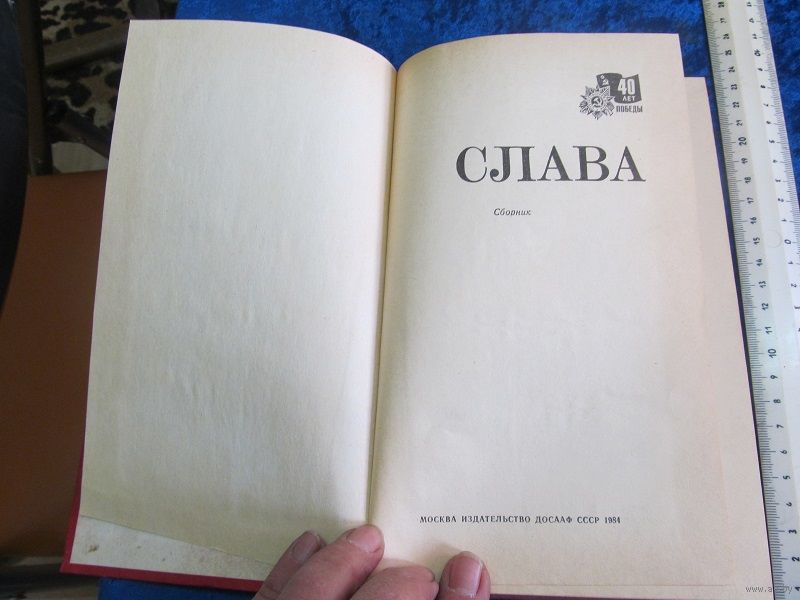 40
ЛЕТ
ПОБЕДЫ
СЛАВА
Сборник
МОСКВА ИЗДАТЕЛЬСТВО ДОСААФ СССР 1984